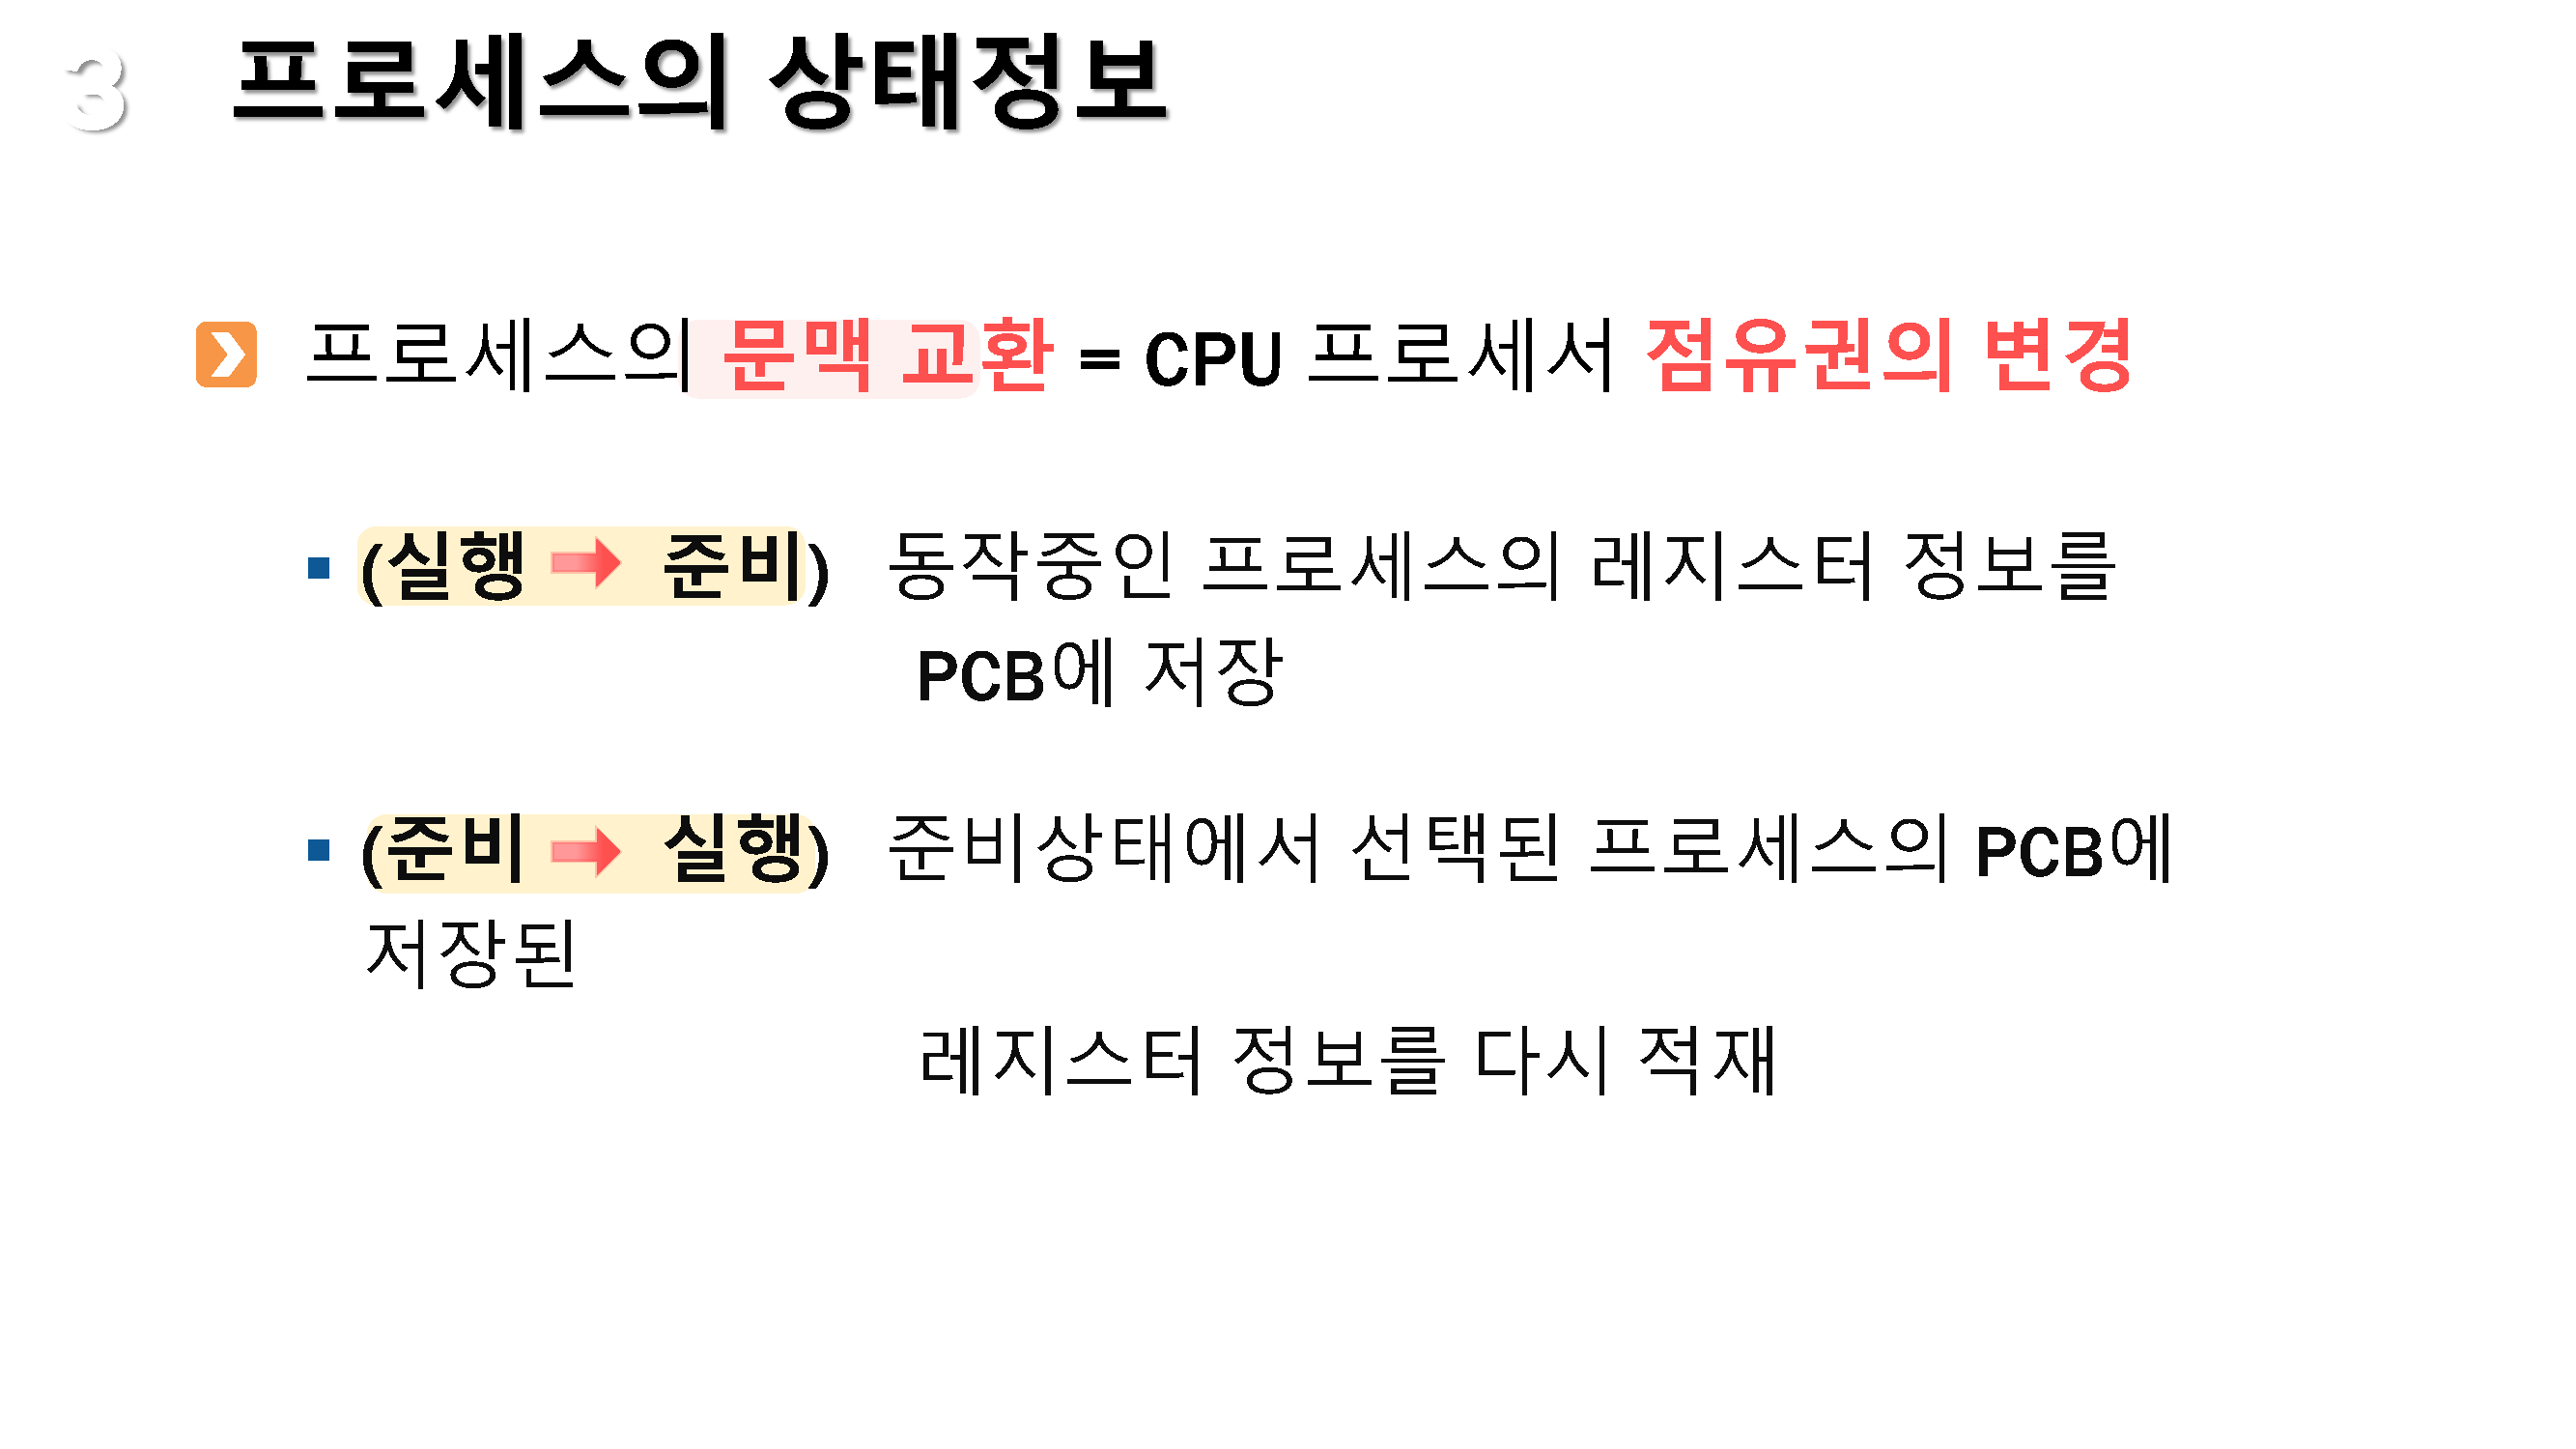 3 프로세스의 상태정보
프로세스의 문맥 교환 = CPU 프로세서 점유권의 변경
(실행 준비) 동작중인 프로세스의 레지스터 정보를
PCB에 저장
(준비 실행) 준비상태에서 선택된 프로세스의 PCB에
저장된
레지스터 정보를 다시 적재